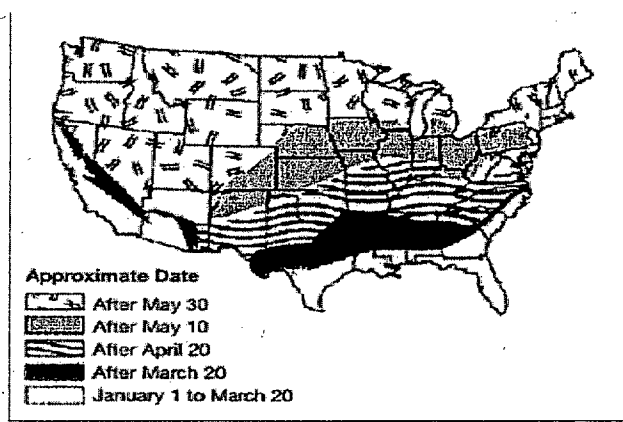 Approximate Date
After May 30
After May 10
After April 20
After March 20
January 1 to March 20